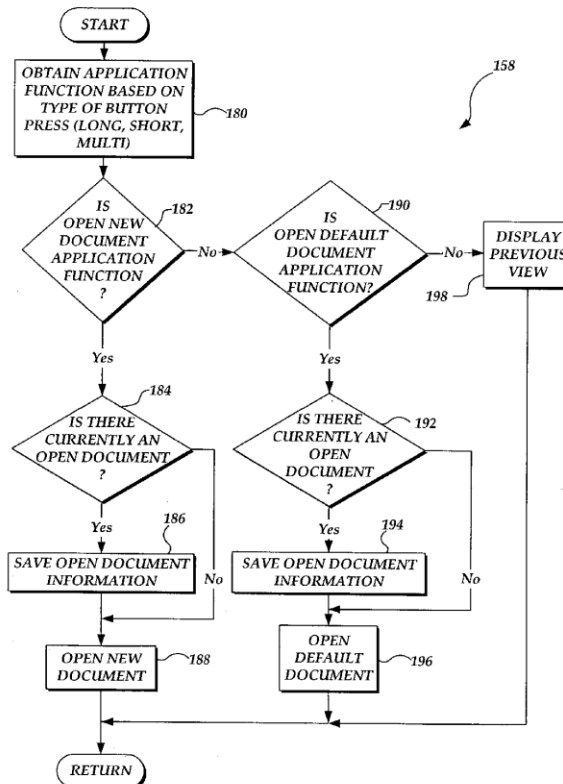 START
OBTAIN APPLICATION
FUNCTION BASED ON
TYPE OF BUTTON
PRESS (LONG, SHORT,
MULTI)
180
158
IS
OPEN NEW
DOCUMENT
APPLICATION
FUNCTION
?
182
No
IS
OPEN DEFAULT
DOCUMENT
APPLICATION
FUNCTION?
190
No
DISPLAY
PREVIOUS
VIEW
198
Yes
Yes
IS THERE
CURRENTLY AN
OPEN DOCUMENT
?
184
IS THERE
CURRENTLY AN
OPEN
DOCUMENT
?
192
Yes
186
Yes
194
SAVE OPEN DOCUMENT
INFORMATION
No
SAVE OPEN DOCUMENT
INFORMATION
No
OPEN NEW
DOCUMENT
188
OPEN
DEFAULT
DOCUMENT
196
RETURN